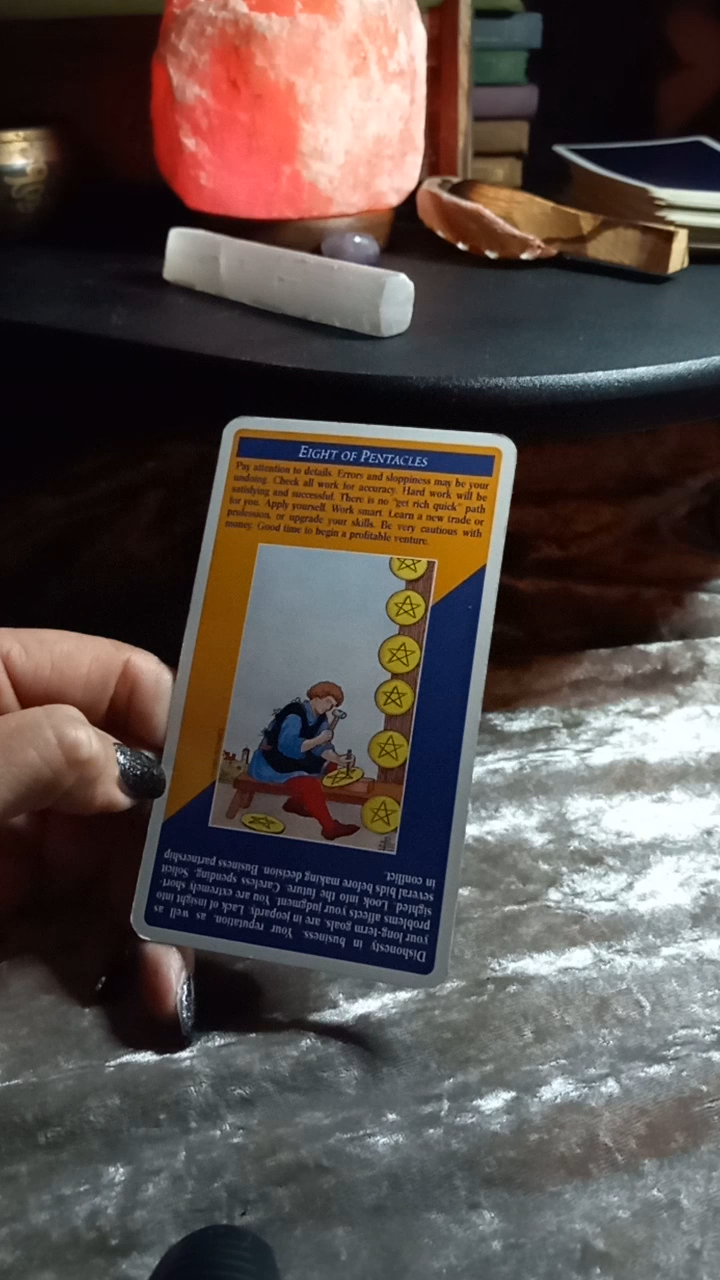 EIGHT OF PENTACLES
Pay attention to details. Errors and sloppiness may be your
undoing. Check all work for accuracy. Hard work will be
satisfying and successful. There is no "get rich quick" path
for you. Apply yourself. Work smart. Learn a new trade or
profession, or upgrade your skills. Be very cautious with
money. Good time to begin a profitable venture.
Dishonesty in business. Your reputation, as well as
your long-term goals, are in jeopardy. Lack of insight into
problems affects your judgment. You are extremely short-
sighted. Look into the future. Careless spending. Solicit
several bids before making decision. Business partnership
in conflict.